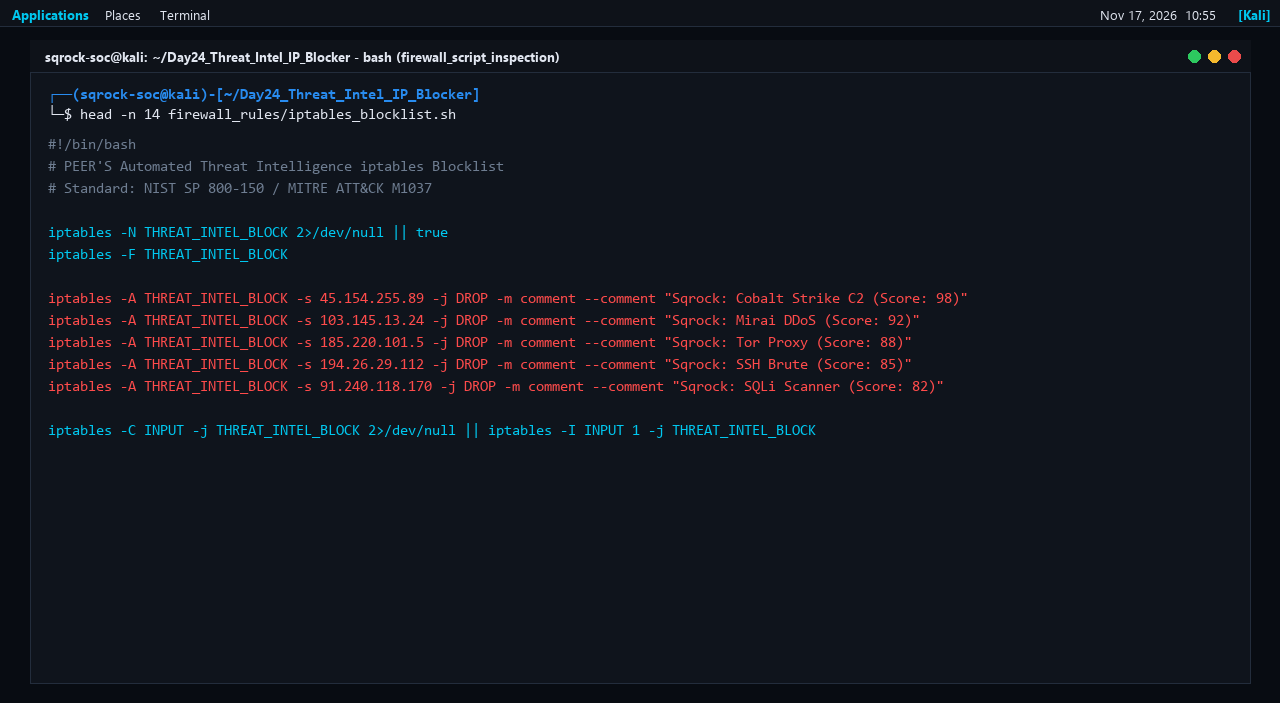 Applications Places Terminal Nov 17, 2026 10:55 [Kali]
sqrock-soc@kali: ~/Day24_Threat_Intel_IP_Blocker - bash (firewall_script_inspection)
┌──(sqrock-soc@kali)-[~/Day24_Threat_Intel_IP_Blocker]
└─$ head -n 14 firewall_rules/iptables_blocklist.sh
#!/bin/bash
# PEER'S Automated Threat Intelligence iptables Blocklist
# Standard: NIST SP 800-150 / MITRE ATT&CK M1037
iptables -N THREAT_INTEL_BLOCK 2>/dev/null || true
iptables -F THREAT_INTEL_BLOCK
iptables -A THREAT_INTEL_BLOCK -s 45.154.255.89 -j DROP -m comment --comment "Sqrock: Cobalt Strike C2 (Score: 98)"
iptables -A THREAT_INTEL_BLOCK -s 103.145.13.24 -j DROP -m comment --comment "Sqrock: Mirai DDoS (Score: 92)"
iptables -A THREAT_INTEL_BLOCK -s 185.220.101.5 -j DROP -m comment --comment "Sqrock: Tor Proxy (Score: 88)"
iptables -A THREAT_INTEL_BLOCK -s 194.26.29.112 -j DROP -m comment --comment "Sqrock: SSH Brute (Score: 85)"
iptables -A THREAT_INTEL_BLOCK -s 91.240.118.170 -j DROP -m comment --comment "Sqrock: SQLi Scanner (Score: 82)"
iptables -C INPUT -j THREAT_INTEL_BLOCK 2>/dev/null || iptables -I INPUT 1 -j THREAT_INTEL_BLOCK